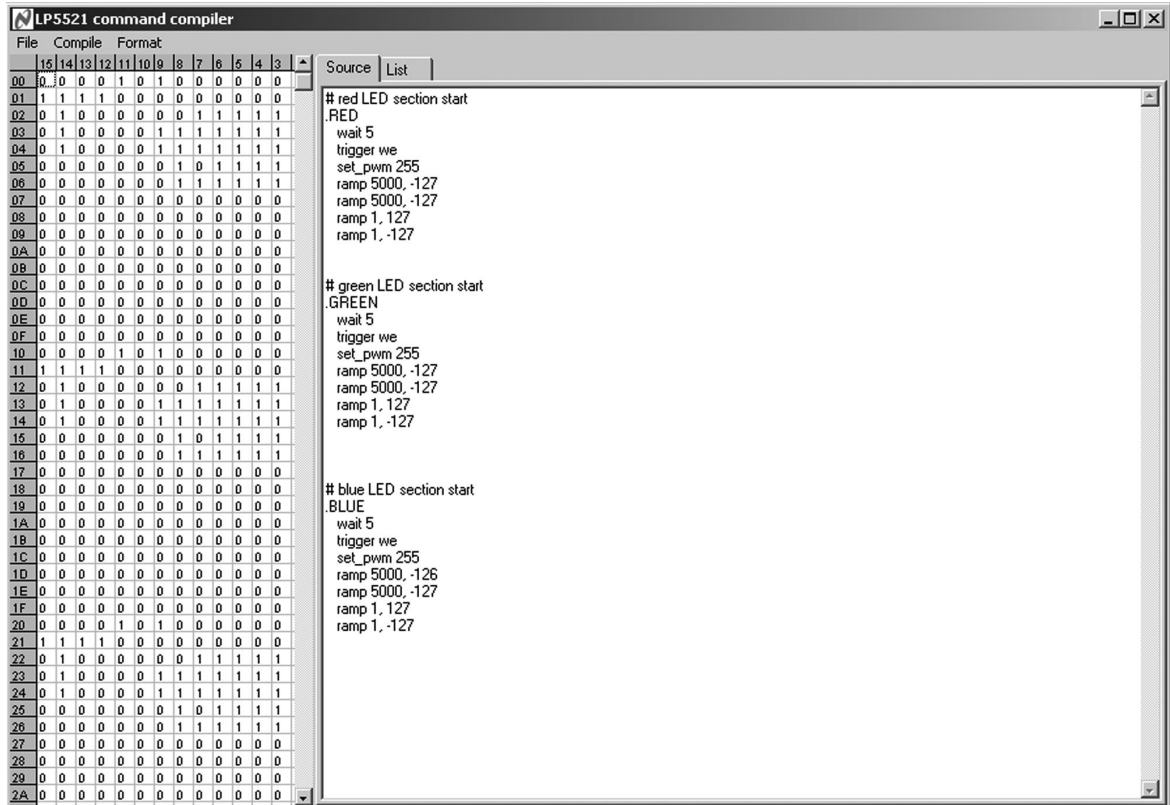 LP5521 command compiler
File Compile Format
15 14 13 12 11 10 9 8 7 6 5 4 3
00 0 0 0 0 1 0 1 0 0 0 0 0 0
01 1 1 1 1 0 0 0 0 0 0 0 0 0
02 0 1 0 0 0 0 0 0 1 1 1 1 1
03 0 1 0 0 0 0 1 1 1 1 1 1 1
04 0 1 0 0 0 0 1 1 1 1 1 1 1
05 0 0 0 0 0 0 0 1 0 1 1 1 1
06 0 0 0 0 0 0 0 1 1 1 1 1 1
07 0 0 0 0 0 0 0 0 0 0 0 0 0
08 0 0 0 0 0 0 0 0 0 0 0 0 0
09 0 0 0 0 0 0 0 0 0 0 0 0 0
0A 0 0 0 0 0 0 0 0 0 0 0 0 0
0B 0 0 0 0 0 0 0 0 0 0 0 0 0
0C 0 0 0 0 0 0 0 0 0 0 0 0 0
0D 0 0 0 0 0 0 0 0 0 0 0 0 0
0E 0 0 0 0 0 0 0 0 0 0 0 0 0
0F 0 0 0 0 0 0 0 0 0 0 0 0 0
10 0 0 0 0 1 0 1 0 0 0 0 0 0
11 1 1 1 1 0 0 0 0 0 0 0 0 0
12 0 1 0 0 0 0 0 0 1 1 1 1 1
13 0 1 0 0 0 0 1 1 1 1 1 1 1
14 0 1 0 0 0 0 1 1 1 1 1 1 1
15 0 0 0 0 0 0 0 1 0 1 1 1 1
16 0 0 0 0 0 0 0 1 1 1 1 1 1
17 0 0 0 0 0 0 0 0 0 0 0 0 0
18 0 0 0 0 0 0 0 0 0 0 0 0 0
19 0 0 0 0 0 0 0 0 0 0 0 0 0
1A 0 0 0 0 0 0 0 0 0 0 0 0 0
1B 0 0 0 0 0 0 0 0 0 0 0 0 0
1C 0 0 0 0 0 0 0 0 0 0 0 0 0
1D 0 0 0 0 0 0 0 0 0 0 0 0 0
1E 0 0 0 0 0 0 0 0 0 0 0 0 0
1F 0 0 0 0 0 0 0 0 0 0 0 0 0
20 0 0 0 0 1 0 1 0 0 0 0 0 0
21 1 1 1 1 0 0 0 0 0 0 0 0 0
22 0 1 0 0 0 0 0 0 1 1 1 1 1
23 0 1 0 0 0 0 1 1 1 1 1 1 1
24 0 1 0 0 0 0 1 1 1 1 1 1 1
25 0 0 0 0 0 0 0 1 0 1 1 1 1
26 0 0 0 0 0 0 0 1 1 1 1 1 1
27 0 0 0 0 0 0 0 0 0 0 0 0 0
28 0 0 0 0 0 0 0 0 0 0 0 0 0
29 0 0 0 0 0 0 0 0 0 0 0 0 0
2A 0 0 0 0 0 0 0 0 0 0 0 0 0
Source List
# red LED section start
.RED
wait 5
trigger we
set_pwm 255
ramp 5000, -127
ramp 5000, -127
ramp 1, 127
ramp 1, -127
# green LED section start
.GREEN
wait 5
trigger we
set_pwm 255
ramp 5000, -127
ramp 5000, -127
ramp 1, 127
ramp 1, -127
# blue LED section start
.BLUE
wait 5
trigger we
set_pwm 255
ramp 5000, -126
ramp 5000, -127
ramp 1, 127
ramp 1, -127